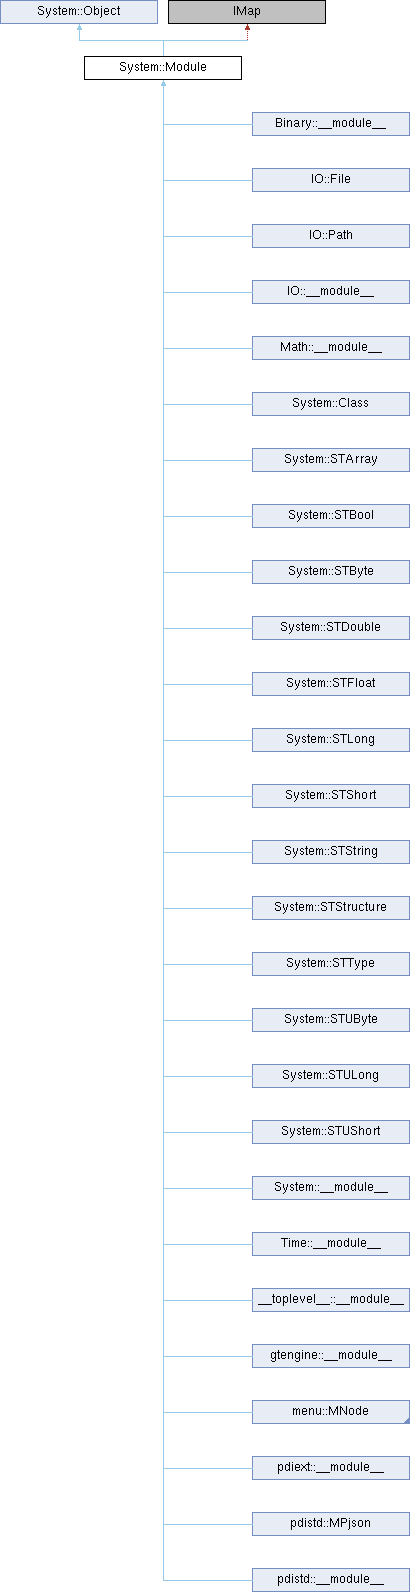 System::Object
IMap
System::Module
Binary::__module__
IO::File
IO::Path
IO::__module__
Math::__module__
System::Class
System::STArray
System::STBool
System::STByte
System::STDouble
System::STFloat
System::STLong
System::STShort
System::STString
System::STStructure
System::STType
System::STUByte
System::STULong
System::STUShort
System::__module__
Time::__module__
__toplevel__::__module__
gtengine::__module__
menu::MNode
pdiext::__module__
pdistd::MPjson
pdistd::__module__